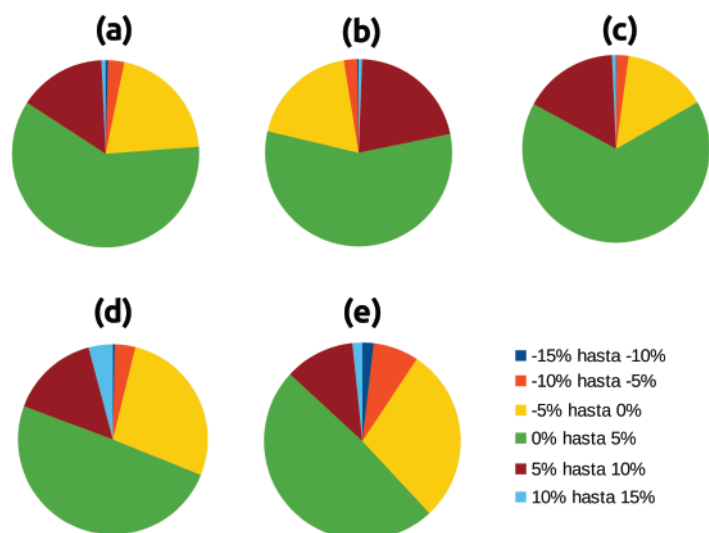 (a)
(b)
(c)
(d)
(e)
-15% hasta -10%
-10% hasta -5%
-5% hasta 0%
0% hasta 5%
5% hasta 10%
10% hasta 15%